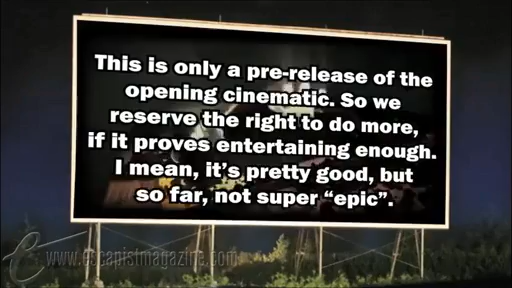 This is only a pre-release of the
opening cinematic. So we
reserve the right to do more,
if it proves entertaining enough.
I mean, it's pretty good, but
so far, not super “epic”.
www.escapistmagazine.com